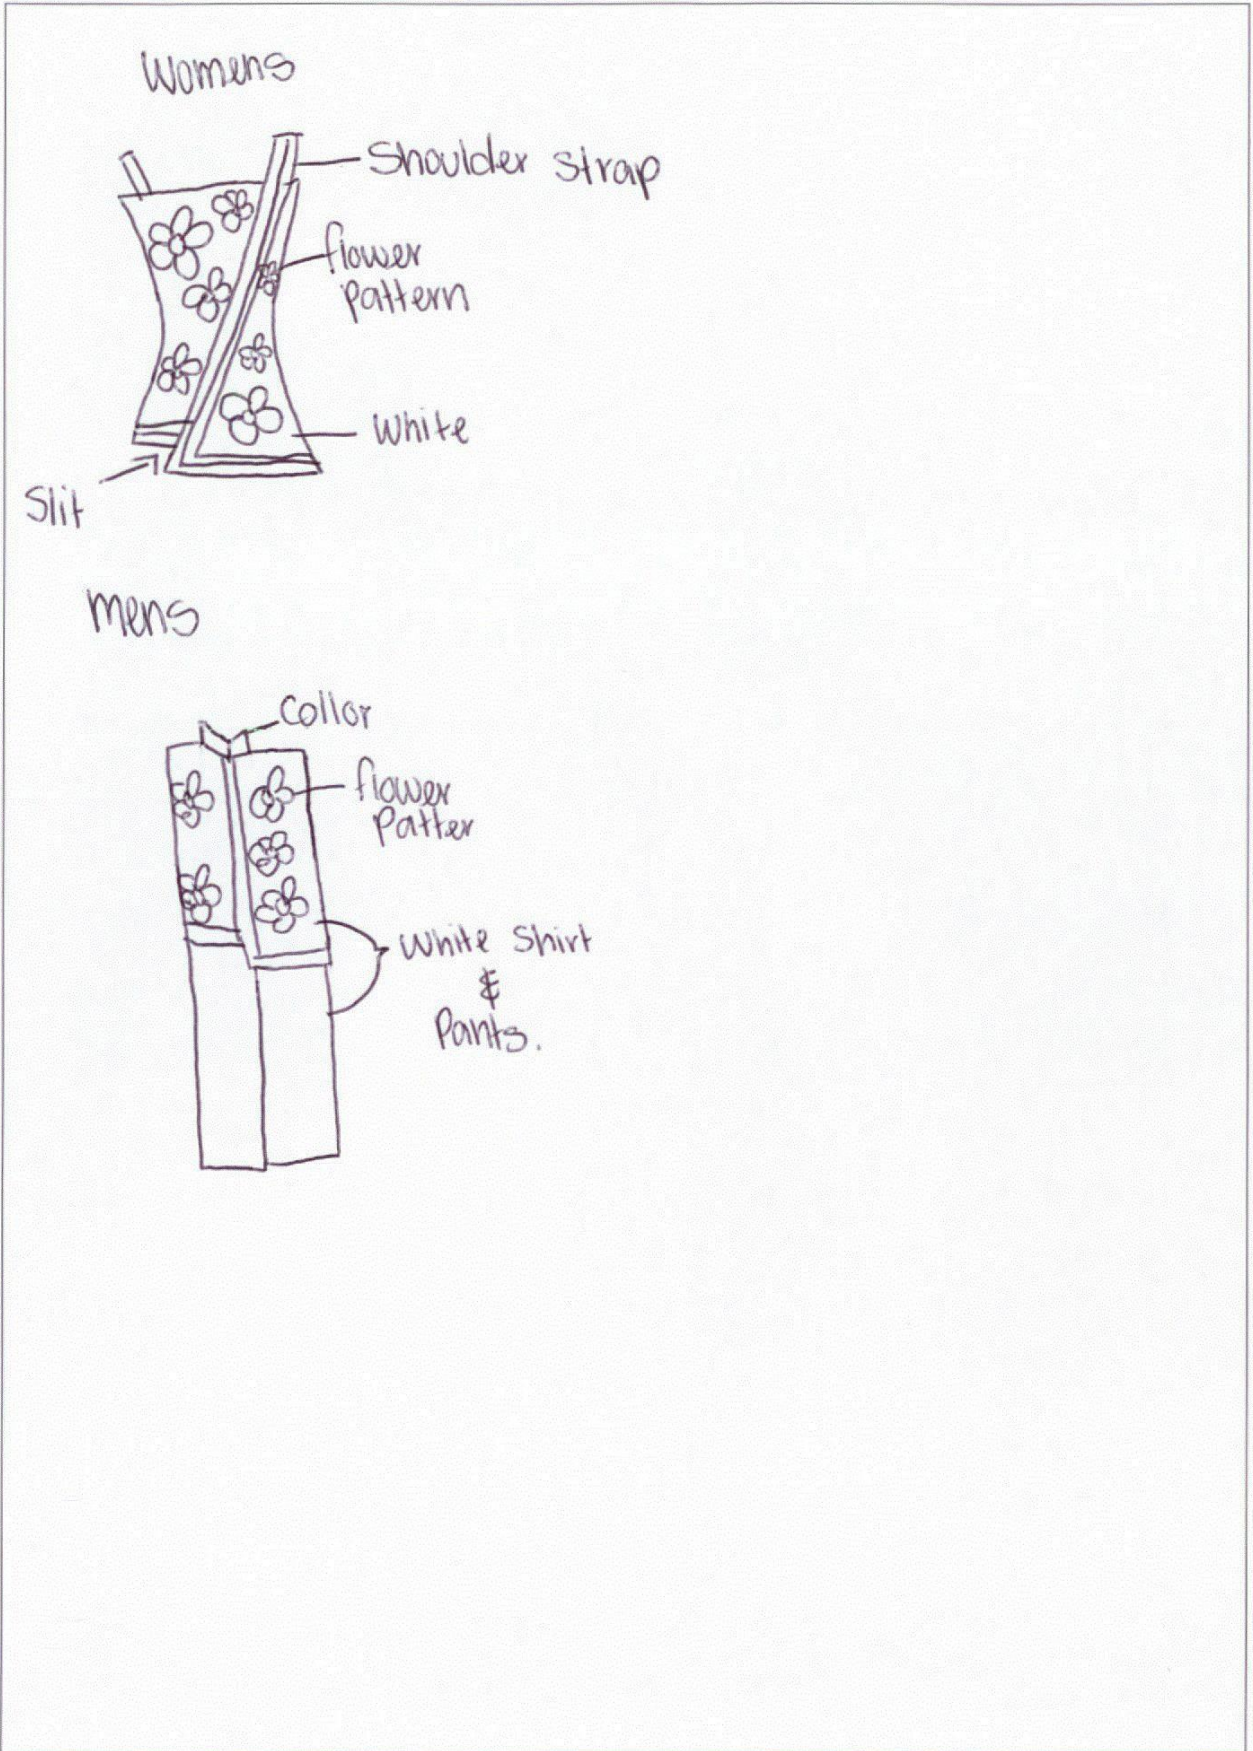 Womens
Shoulder Strap
flower
pattern
White
Slit
mens
Collor
flower
Patter
White Shirt
&
Pants.